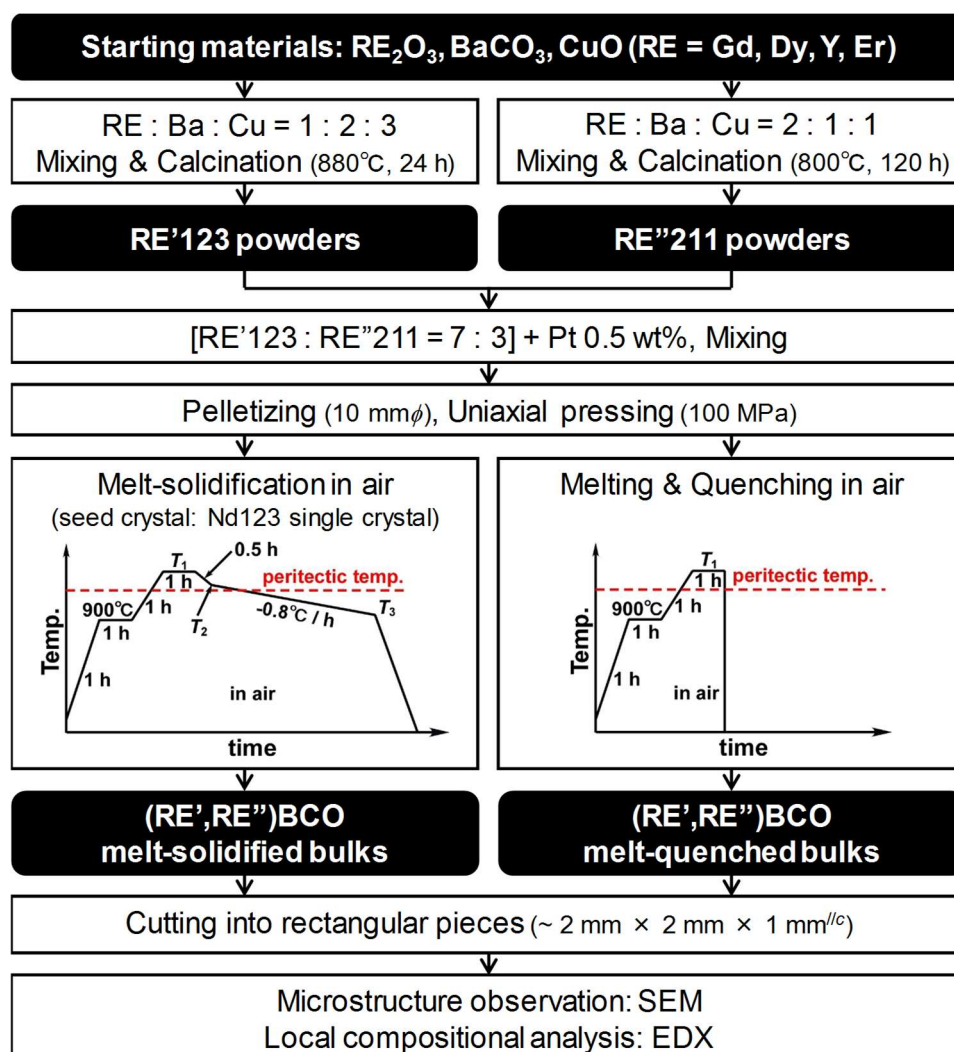 Starting materials: RE₂O₃, BaCO₃, CuO (RE = Gd, Dy, Y, Er)
RE : Ba : Cu = 1 : 2 : 3
Mixing & Calcination (880℃, 24 h)
RE : Ba : Cu = 2 : 1 : 1
Mixing & Calcination (800℃, 120 h)
RE’123 powders
RE”211 powders
[RE’123 : RE”211 = 7 : 3] + Pt 0.5 wt%, Mixing
Pelletizing (10 mmϕ), Uniaxial pressing (100 MPa)
Melt-solidification in air
(seed crystal: Nd123 single crystal)
T₁
0.5 h
1 h
peritectic temp.
900℃
1 h
1 h
T₂
-0.8℃ / h
T₃
1 h
in air
Temp.
time
Melting & Quenching in air
T₁
1 h
peritectic temp.
900℃
1 h
1 h
1 h
in air
Temp.
time
(RE’,RE”)BCO
melt-solidified bulks
(RE’,RE”)BCO
melt-quenched bulks
Cutting into rectangular pieces (~ 2 mm × 2 mm × 1 mm^//c)
Microstructure observation: SEM
Local compositional analysis: EDX